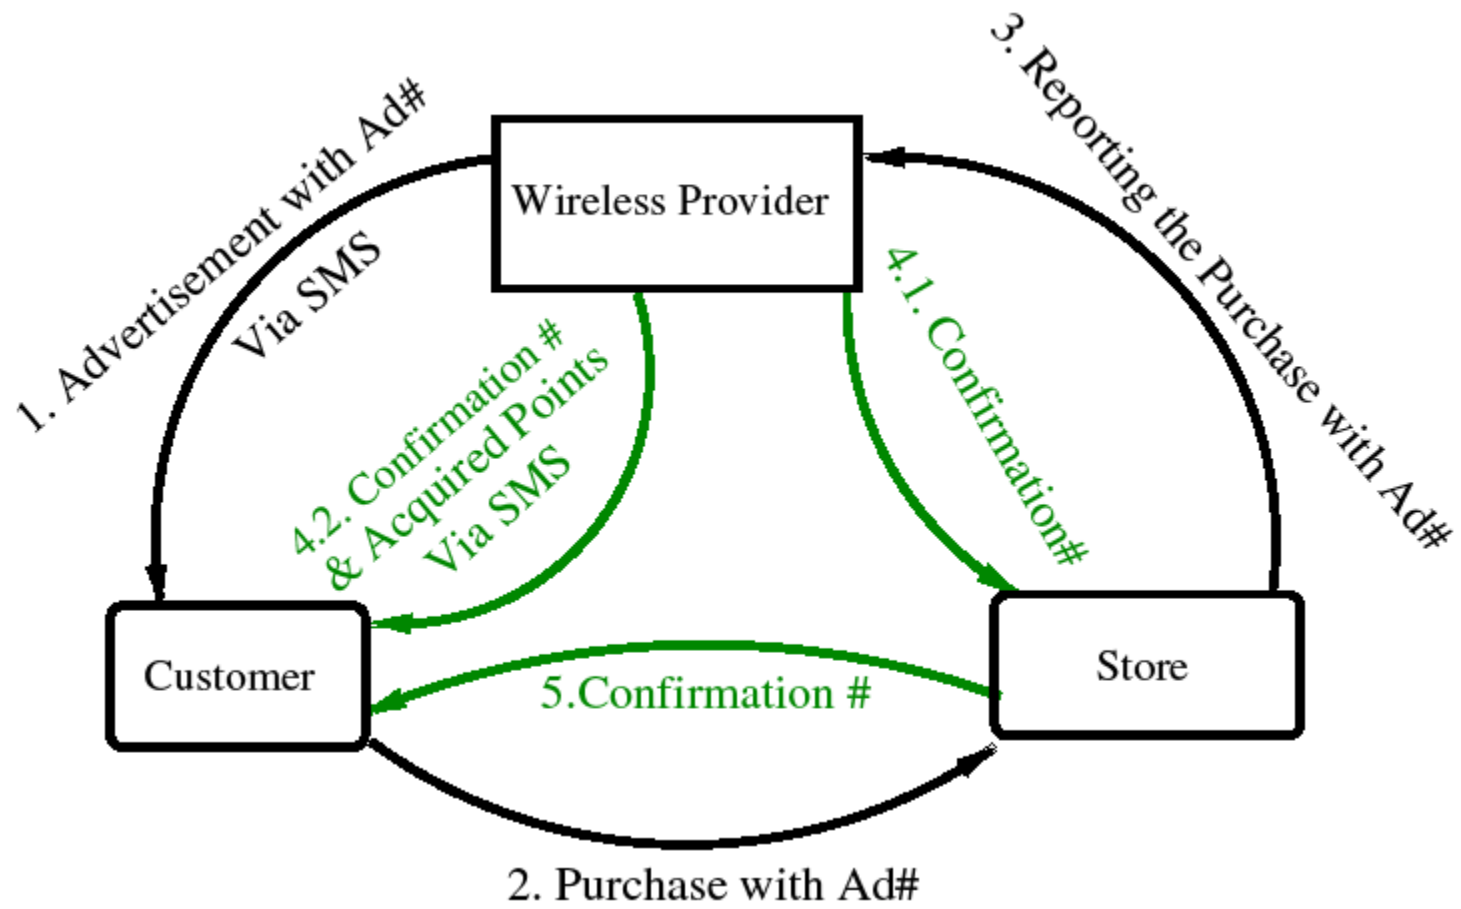 1. Advertisement with Ad#
Via SMS
Wireless Provider
3. Reporting the Purchase with Ad#
4.1. Confirmation#
4.2. Confirmation #
& Acquired Points
Via SMS
Customer
Store
5.Confirmation #
2. Purchase with Ad#